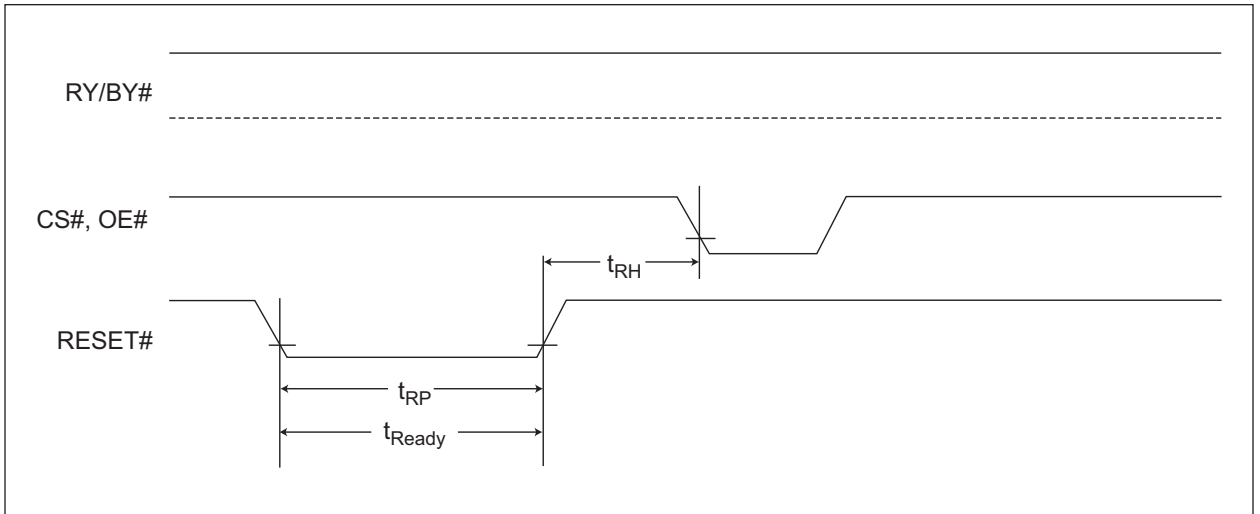 RY/BY#
CS#, OE#
tRH
RESET#
tRP
tReady